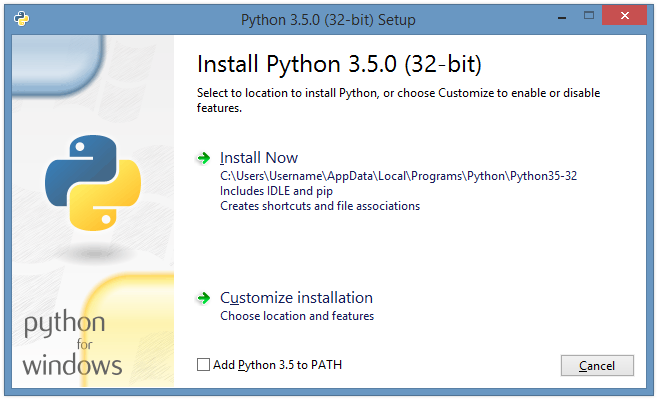 Python 3.5.0 (32-bit) Setup
Install Python 3.5.0 (32-bit)
Select to location to install Python, or choose Customize to enable or disable
features.
Install Now
C:\Users\Username\AppData\Local\Programs\Python\Python35-32
Includes IDLE and pip
Creates shortcuts and file associations
Customize installation
Choose location and features
python
for
windows
Add Python 3.5 to PATH
Cancel